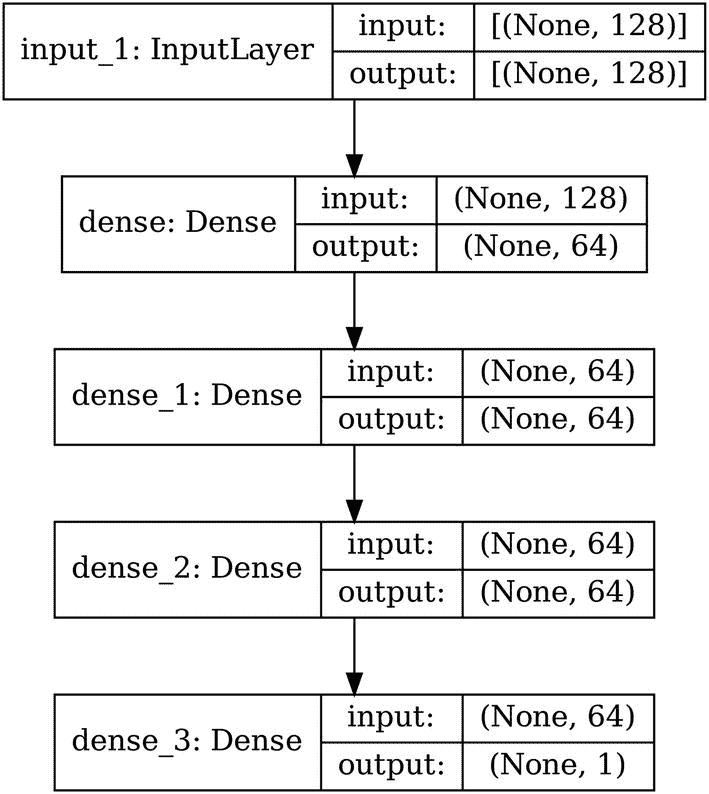 input_1: InputLayer
input: [(None, 128)]
output: [(None, 128)]
dense: Dense
input: (None, 128)
output: (None, 64)
dense_1: Dense
input: (None, 64)
output: (None, 64)
dense_2: Dense
input: (None, 64)
output: (None, 64)
dense_3: Dense
input: (None, 64)
output: (None, 1)